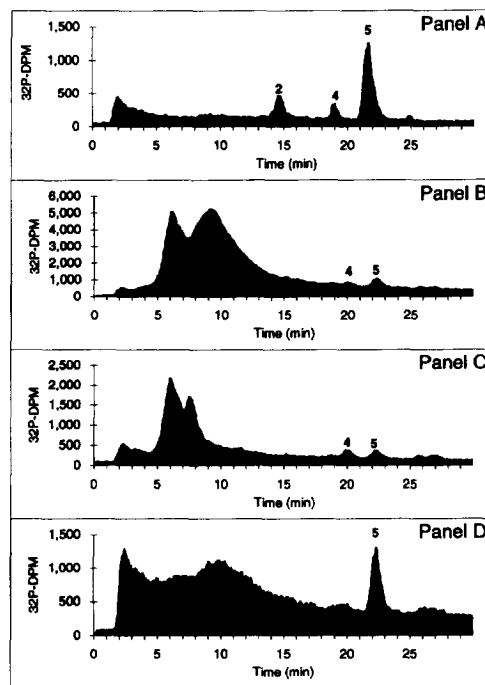 Panel A
1,500
1,000
500
0
32P-DPM
2
4
5
0 5 10 15 20 25
Time (min)
Panel B
6,000
5,000
4,000
3,000
2,000
1,000
0
32P-DPM
4
5
0 5 10 15 20 25
Time (min)
Panel C
2,500
2,000
1,500
1,000
500
0
32P-DPM
4
5
0 5 10 15 20 25
Time (min)
Panel D
1,500
1,000
500
0
32P-DPM
5
0 5 10 15 20 25
Time (min)